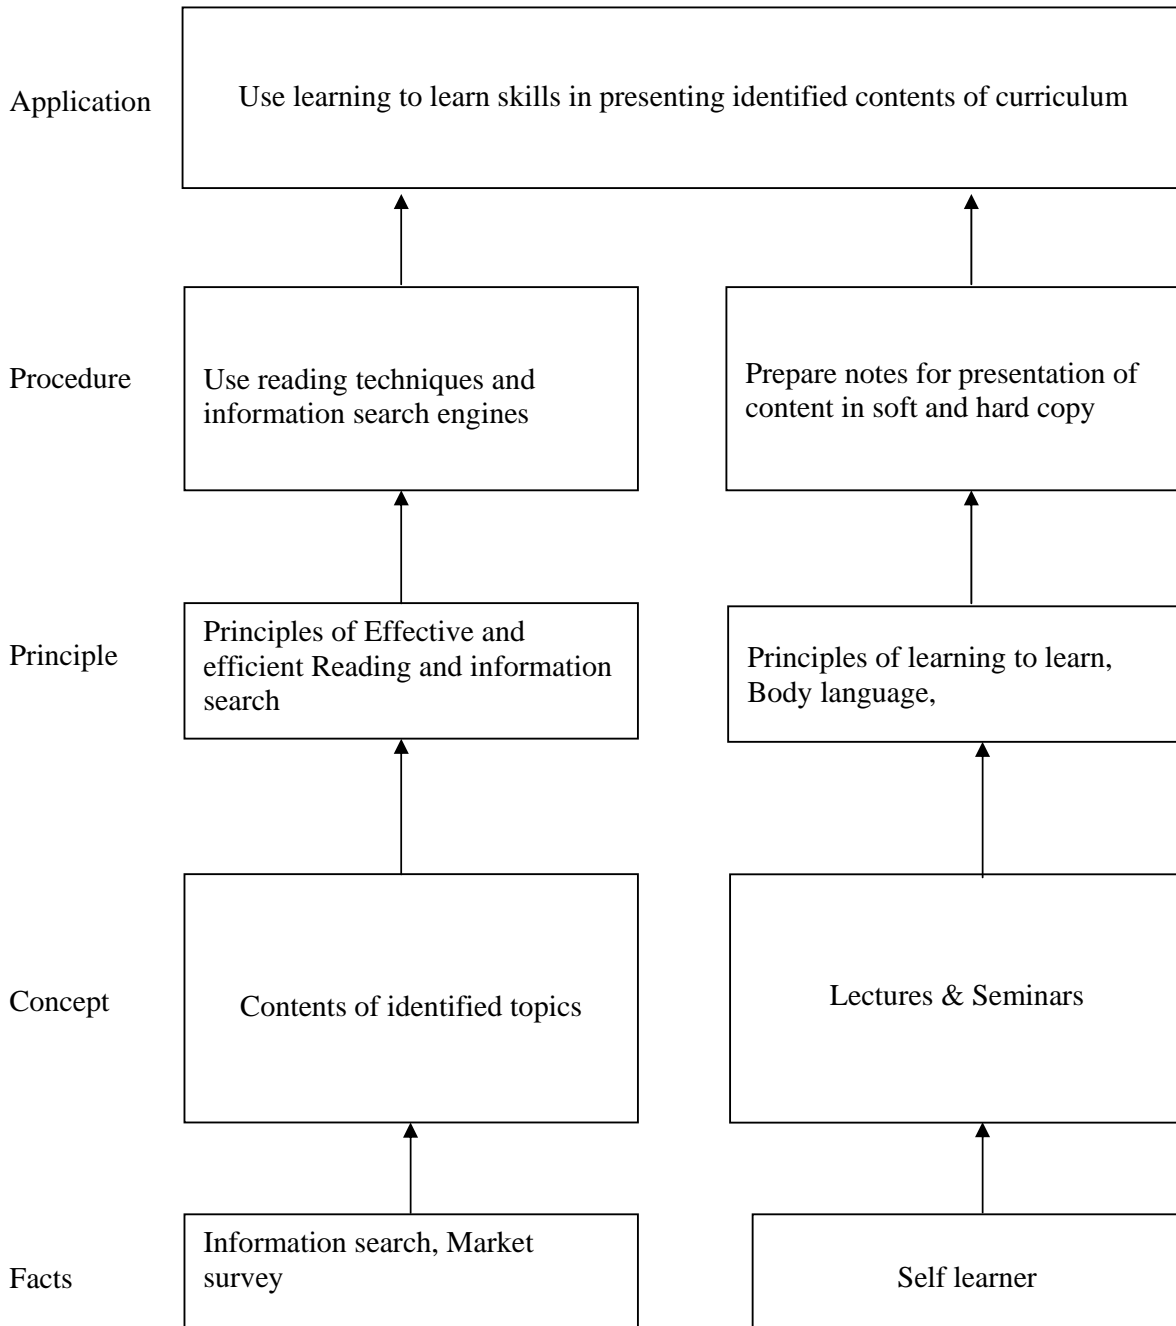 Application
Use learning to learn skills in presenting identified contents of curriculum
Procedure
Use reading techniques and
information search engines
Prepare notes for presentation of
content in soft and hard copy
Principle
Principles of Effective and
efficient Reading and information
search
Principles of learning to learn,
Body language,
Concept
Contents of identified topics
Lectures & Seminars
Facts
Information search, Market
survey
Self learner